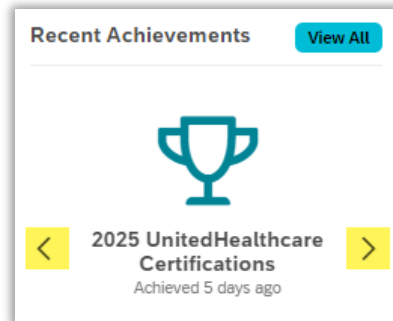 Recent Achievements
View All
2025 UnitedHealthcare
Certifications
Achieved 5 days ago